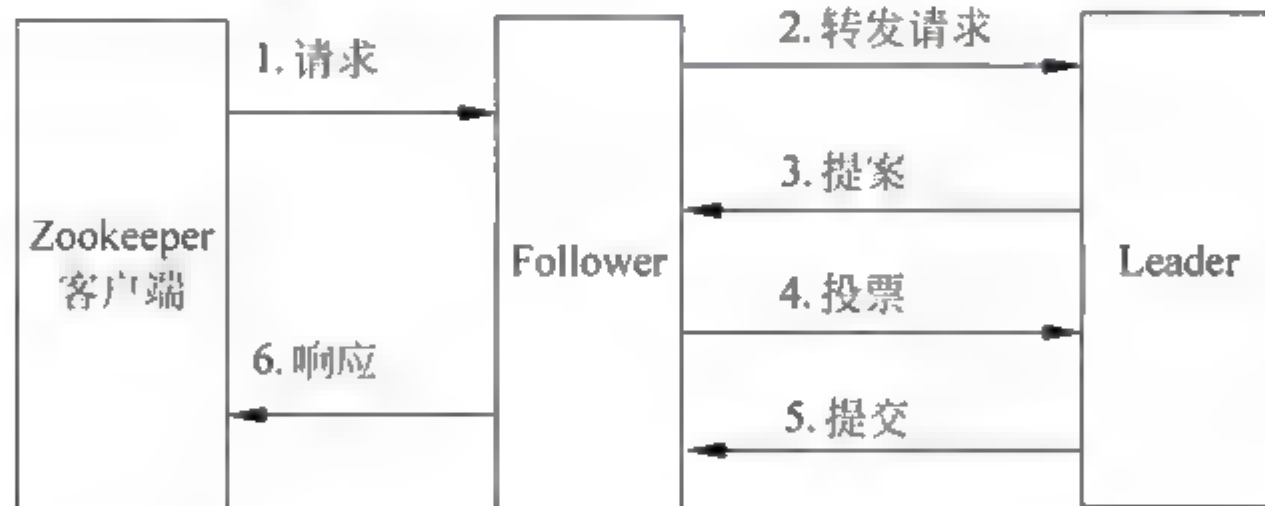 1. 请求
2. 转发请求
3. 提案
Zookeeper
客户端
Follower
Leader
4. 投票
6. 响应
5. 提交